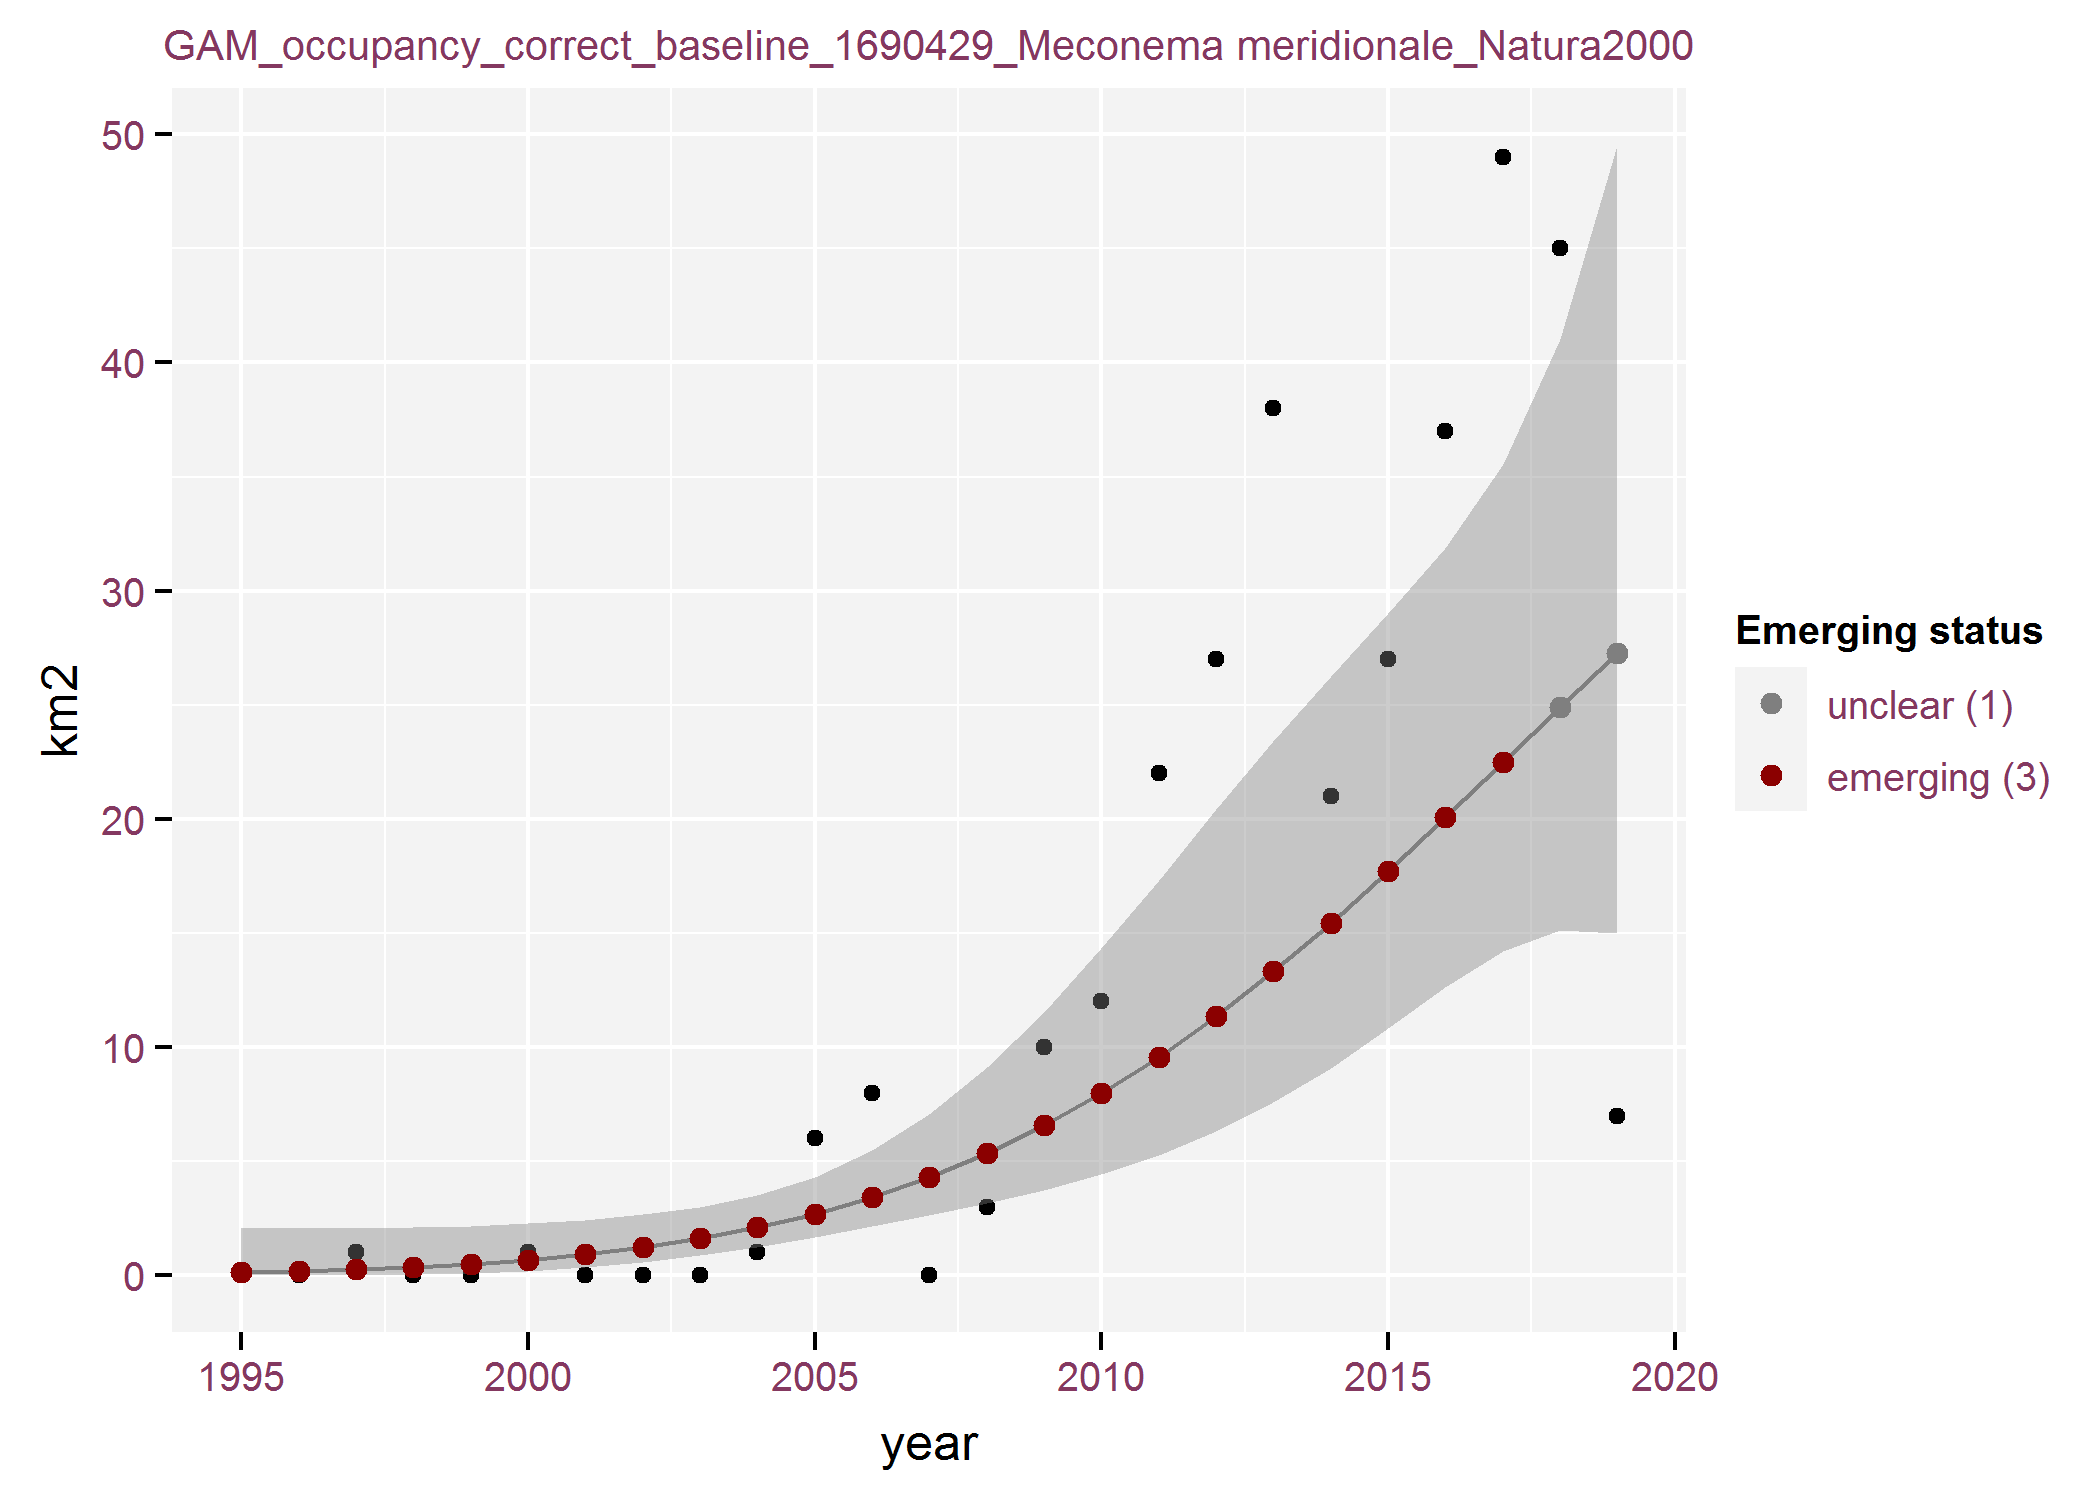 GAM_occupancy_correct_baseline_1690429_Meconema meridionale_Natura2000
50
40
30
20
10
0
km2
1995 2000 2005 2010 2015 2020
year
Emerging status
unclear (1)
emerging (3)